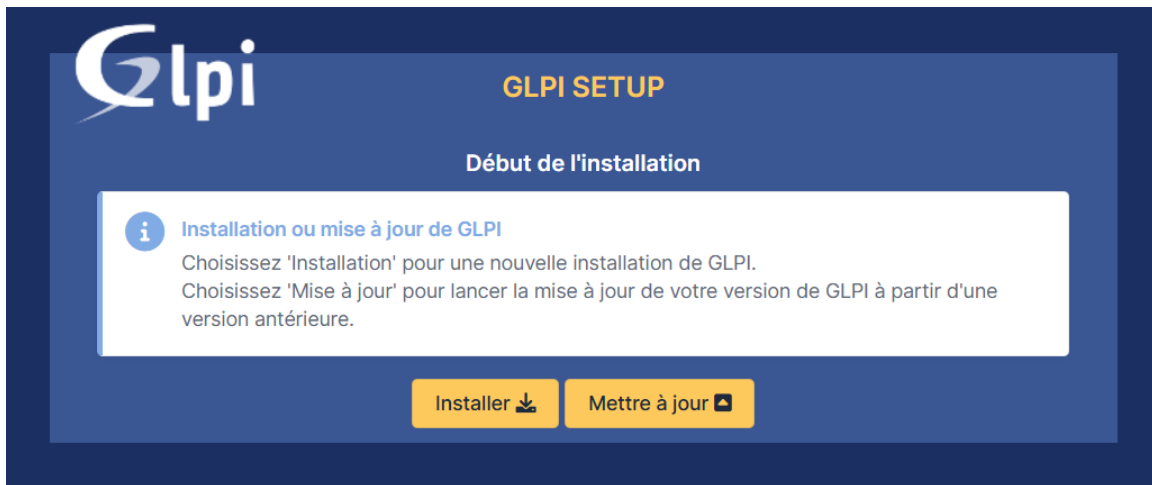 Glpi
GLPI SETUP
Début de l'installation
Installation ou mise à jour de GLPI
Choisissez 'Installation' pour une nouvelle installation de GLPI.
Choisissez 'Mise à jour' pour lancer la mise à jour de votre version de GLPI à partir d'une
version antérieure.
Installer
Mettre à jour